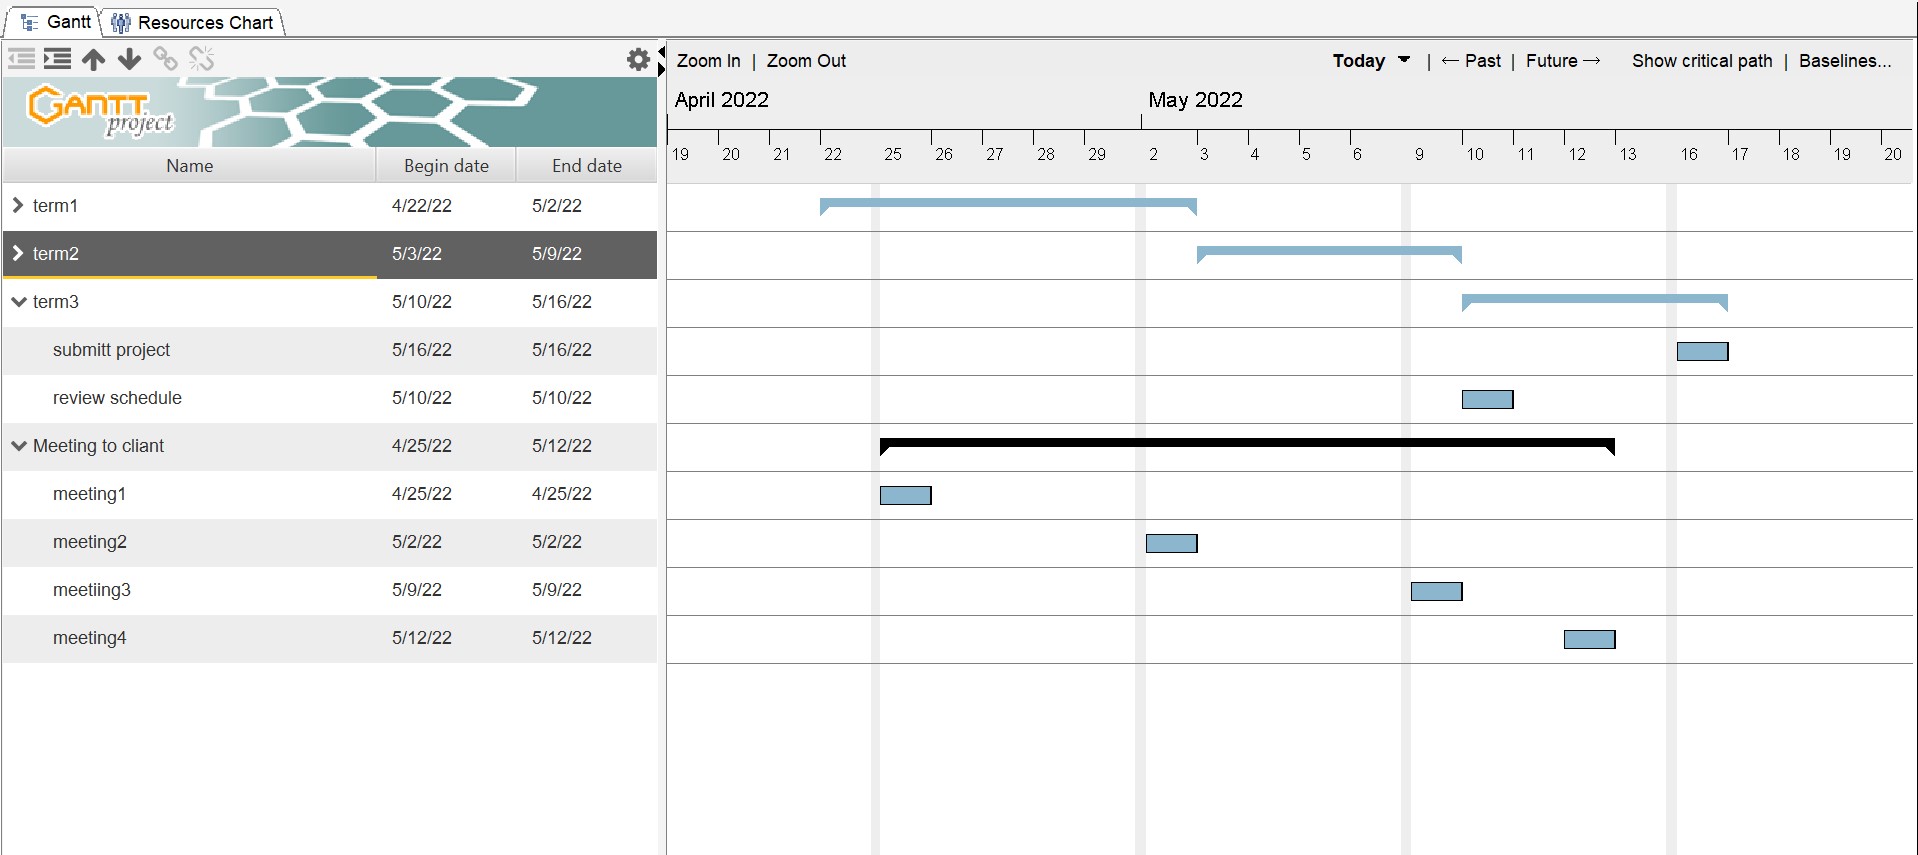 Gantt Resources Chart
Zoom In | Zoom Out Today | ← Past | Future → Show critical path | Baselines...
GANTT
project
April 2022 May 2022
19 20 21 22 25 26 27 28 29 2 3 4 5 6 9 10 11 12 13 16 17 18 19 20
Name Begin date End date
term1 4/22/22 5/2/22
term2 5/3/22 5/9/22
term3 5/10/22 5/16/22
submitt project 5/16/22 5/16/22
review schedule 5/10/22 5/10/22
Meeting to cliant 4/25/22 5/12/22
meeting1 4/25/22 4/25/22
meeting2 5/2/22 5/2/22
meetiing3 5/9/22 5/9/22
meeting4 5/12/22 5/12/22